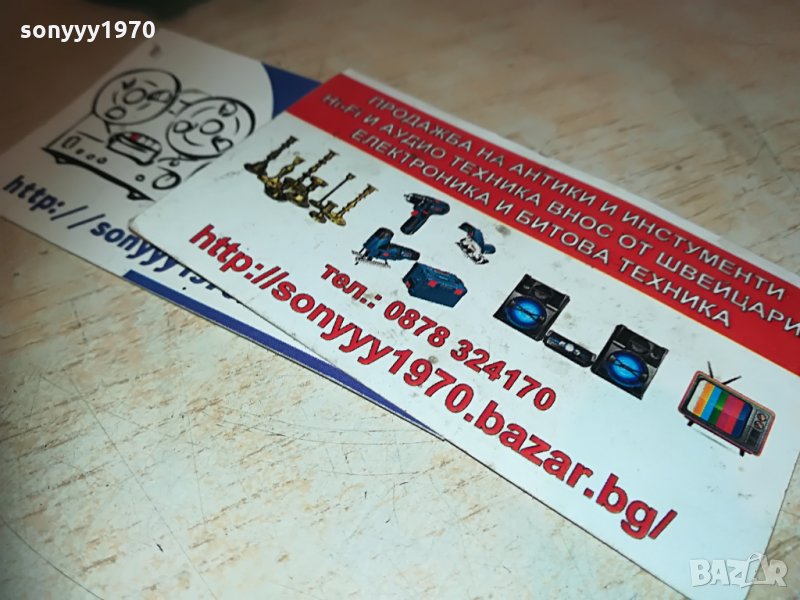 sonyyy1970
ПРОДАЖБА НА АНТИКИ И ИНСТУМЕНТИ
Hi-Fi И АУДИО ТЕХНИКА ВНОС ОТ ШВЕЙЦАРИ
ЕЛЕКТРОНИКА И БИТОВА ТЕХНИКА
тел.: 0878 324170
http://sonyyy1970.bazar.bg/
http://sonyyy1970
BAZAR